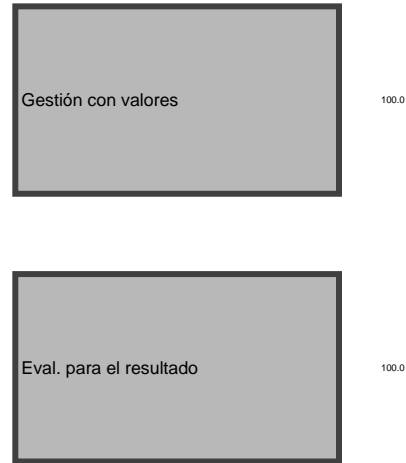 Gestión con valores
100.0
Eval. para el resultado
100.0